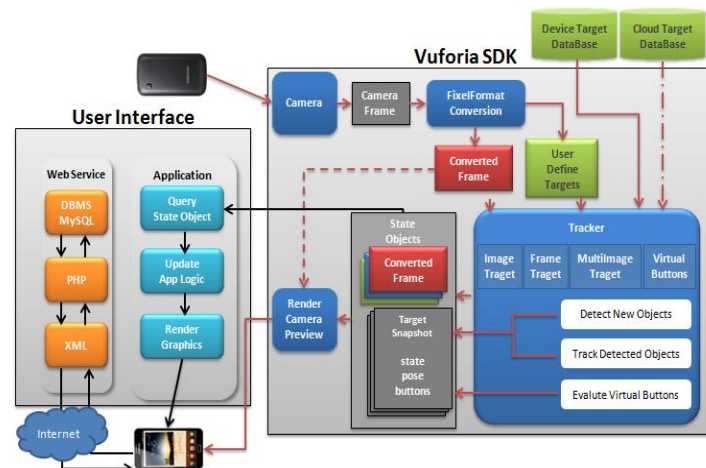 Device Target
DataBase
Cloud Target
DataBase
Vuforia SDK
Camera
Camera
Frame
FixelFormat
Conversion
User Interface
Converted
Frame
User
Define
Targets
Web Service
Application
DBMS
MySQL
Query
State Object
State
Objects
Tracker
Converted
Frame
Image
Traget
Frame
Traget
MultiImage
Traget
Virtual
Buttons
PHP
Update
App Logic
Render
Camera
Preview
Target
Snapshot
Detect New Objects
XML
Render
Graphics
state
pose
buttons
Track Detected Objects
Evalute Virtual Buttons
Internet